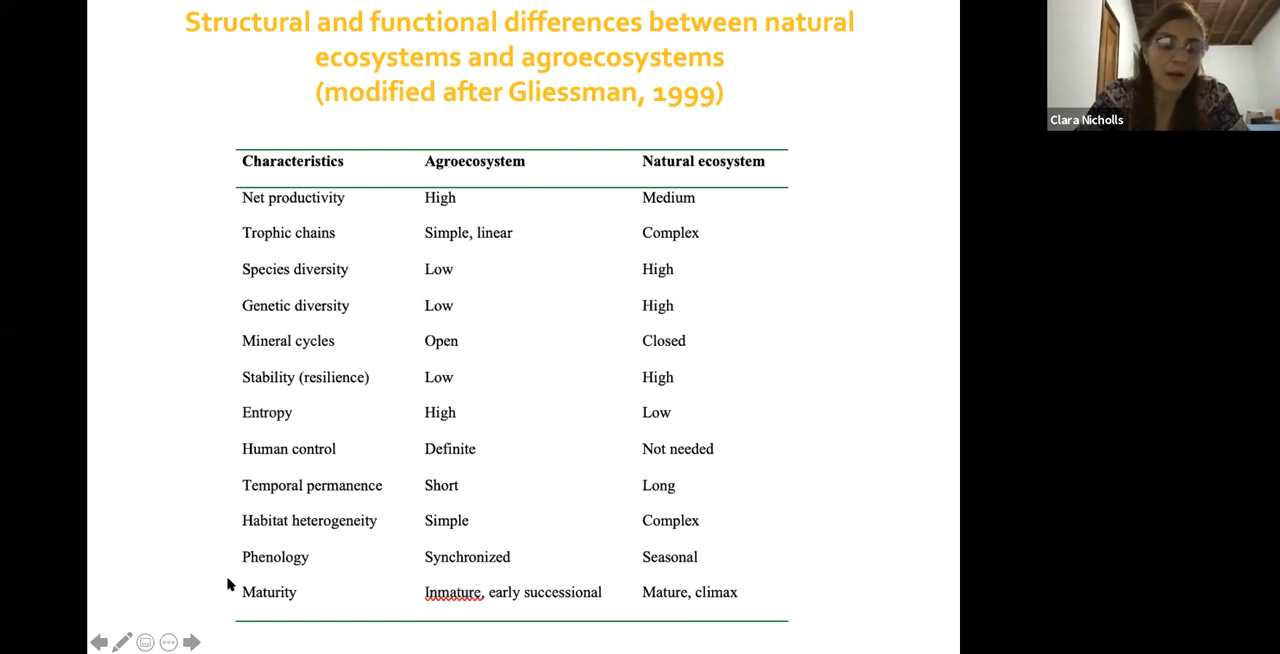 Structural and functional differences between natural
ecosystems and agroecosystems
(modified after Gliessman, 1999)
Clara Nicholls
Characteristics Agroecosystem Natural ecosystem
Net productivity High Medium
Trophic chains Simple, linear Complex
Species diversity Low High
Genetic diversity Low High
Mineral cycles Open Closed
Stability (resilience) Low High
Entropy High Low
Human control Definite Not needed
Temporal permanence Short Long
Habitat heterogeneity Simple Complex
Phenology Synchronized Seasonal
Maturity Inmature, early successional Mature, climax